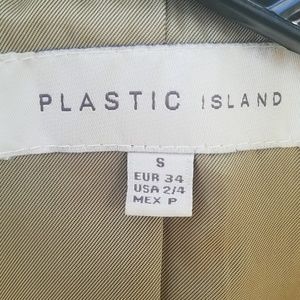 PLASTIC ISLAND
S
EUR 34
USA 2/4
MEX P